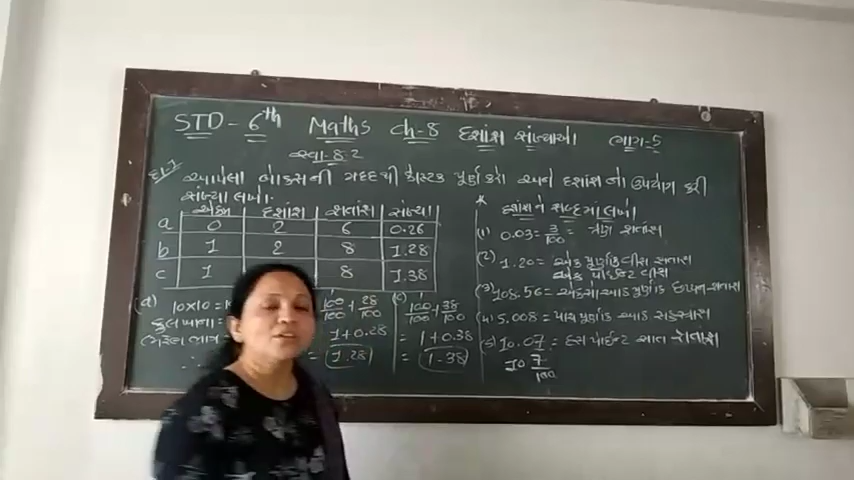 STD-6th Maths ch-8 દશાંશ સંખ્યાઓ ભાગ-5
સ્વા-8.2
દા-1 આપેલા બોક્સની મદદથી કોષ્ટક પૂર્ણ કરો અને દશાંશનો ઉપયોગ કરી
સંખ્યા લખો.
એકમ દશાંશ શતાંશ સંખ્યા
a 0 2 6 0.26
b 1 2 8 1.28
c 1 8 1.38
(a) 10×10=
કુલ ખાના
100/100 + 28/100
1+0.28
= 1.28
(c) 100/100 + 38/100
= 1+0.38
= 1.38
* દશાંશને શબ્દમાં લખો
(1) 0.03 = 3/100 = ત્રણ શતાંશ
(2) 1.20 = એક પૂર્ણાંક વીસ શતાંશ
એક પોઈન્ટ વીસ
(3) 108.56 = એકસો આઠ પૂર્ણાંક છપ્પન શતાંશ
(4) 5.008 = પાંચ પૂર્ણાંક આઠ સહસ્ત્રાંશ
(5) 10.07 = દસ પોઈન્ટ સાત શતાંશ
10 7/100